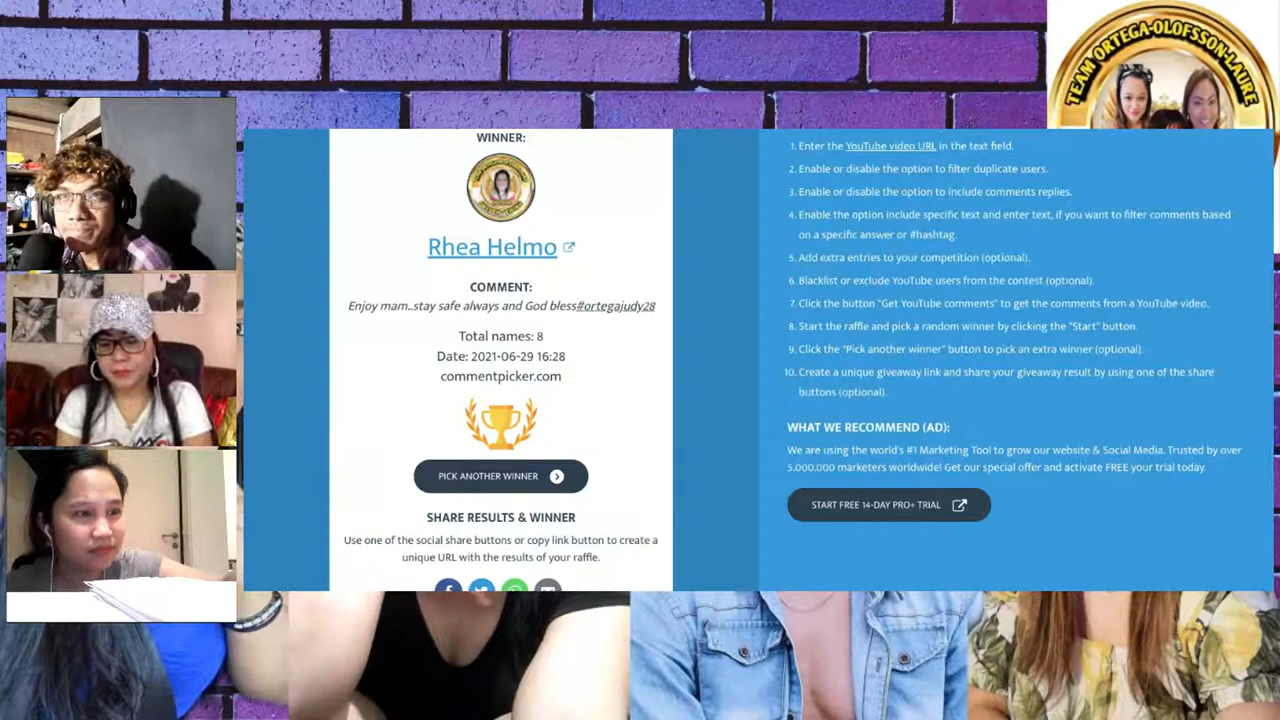 TEAM ORTEGA-OLOFSSON-LAURE
WINNER:
Rhea Helmo
COMMENT:
Enjoy mam..stay safe always and God bless#ortegajudy28
Total names: 8
Date: 2021-06-29 16:28
commentpicker.com
PICK ANOTHER WINNER
SHARE RESULTS & WINNER
Use one of the social share buttons or copy link button to create a
unique URL with the results of your raffle.
1. Enter the YouTube video URL in the text field.
2. Enable or disable the option to filter duplicate users.
3. Enable or disable the option to include comments replies.
4. Enable the option include specific text and enter text, if you want to filter comments based
on a specific answer or #hashtag.
5. Add extra entries to your competition (optional).
6. Blacklist or exclude YouTube users from the contest (optional).
7. Click the button "Get YouTube comments" to get the comments from a YouTube video.
8. Start the raffle and pick a random winner by clicking the "Start" button.
9. Click the "Pick another winner" button to pick an extra winner (optional).
10. Create a unique giveaway link and share your giveaway result by using one of the share
buttons (optional).
WHAT WE RECOMMEND (AD):
We are using the world's #1 Marketing Tool to grow our website & Social Media. Trusted by over
5.000.000 marketers worldwide! Get our special offer and activate FREE your trial today.
START FREE 14-DAY PRO+ TRIAL